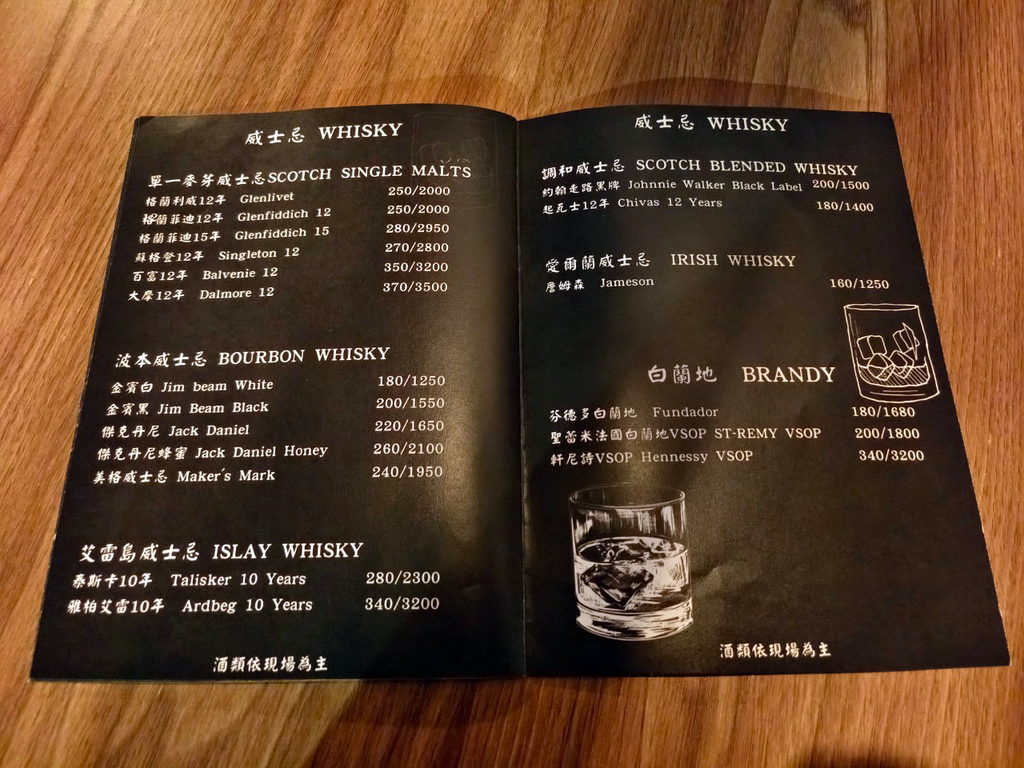 威士忌 WHISKY
單一麥芽威士忌SCOTCH SINGLE MALTS
格蘭利威12年 Glenlivet 250/2000
格蘭菲迪12年 Glenfiddich 12 250/2000
格蘭菲迪15年 Glenfiddich 15 280/2950
蘇格登12年 Singleton 12 270/2800
百富12年 Balvenie 12 350/3200
大摩12年 Dalmore 12 370/3500
波本威士忌 BOURBON WHISKY
金賓白 Jim beam White 180/1250
金賓黑 Jim Beam Black 200/1550
傑克丹尼 Jack Daniel 220/1650
傑克丹尼蜂蜜 Jack Daniel Honey 260/2100
美格威士忌 Maker's Mark 240/1950
艾雷島威士忌 ISLAY WHISKY
泰斯卡10年 Talisker 10 Years 280/2300
雅柏艾雷10年 Ardbeg 10 Years 340/3200
酒類依現場為主
威士忌 WHISKY
調和威士忌 SCOTCH BLENDED WHISKY
約翰走路黑牌 Johnnie Walker Black Label 200/1500
起瓦士12年 Chivas 12 Years 180/1400
愛爾蘭威士忌 IRISH WHISKY
詹姆森 Jameson 160/1250
白蘭地 BRANDY
芬德多白蘭地 Fundador 180/1680
聖蕾米法國白蘭地VSOP ST-REMY VSOP 200/1800
軒尼詩VSOP Hennessy VSOP 340/3200
酒類依現場為主